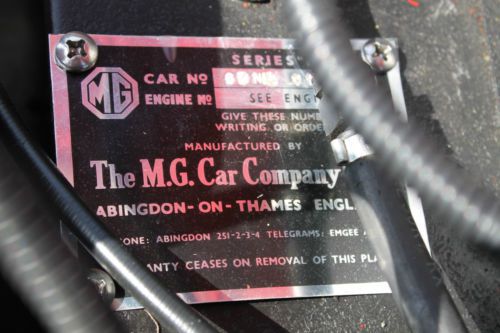 SERIES
MG CAR No
ENGINE No SEE ENG
GIVE THESE NUM
WRITING OR ORDE
MANUFACTURED BY
The M.G. Car Company
ABINGDON-ON-THAMES ENGL
ONE: ABINGDON 251-2-3-4 TELEGRAMS: EMGEE
ANTY CEASES ON REMOVAL OF THIS PLA